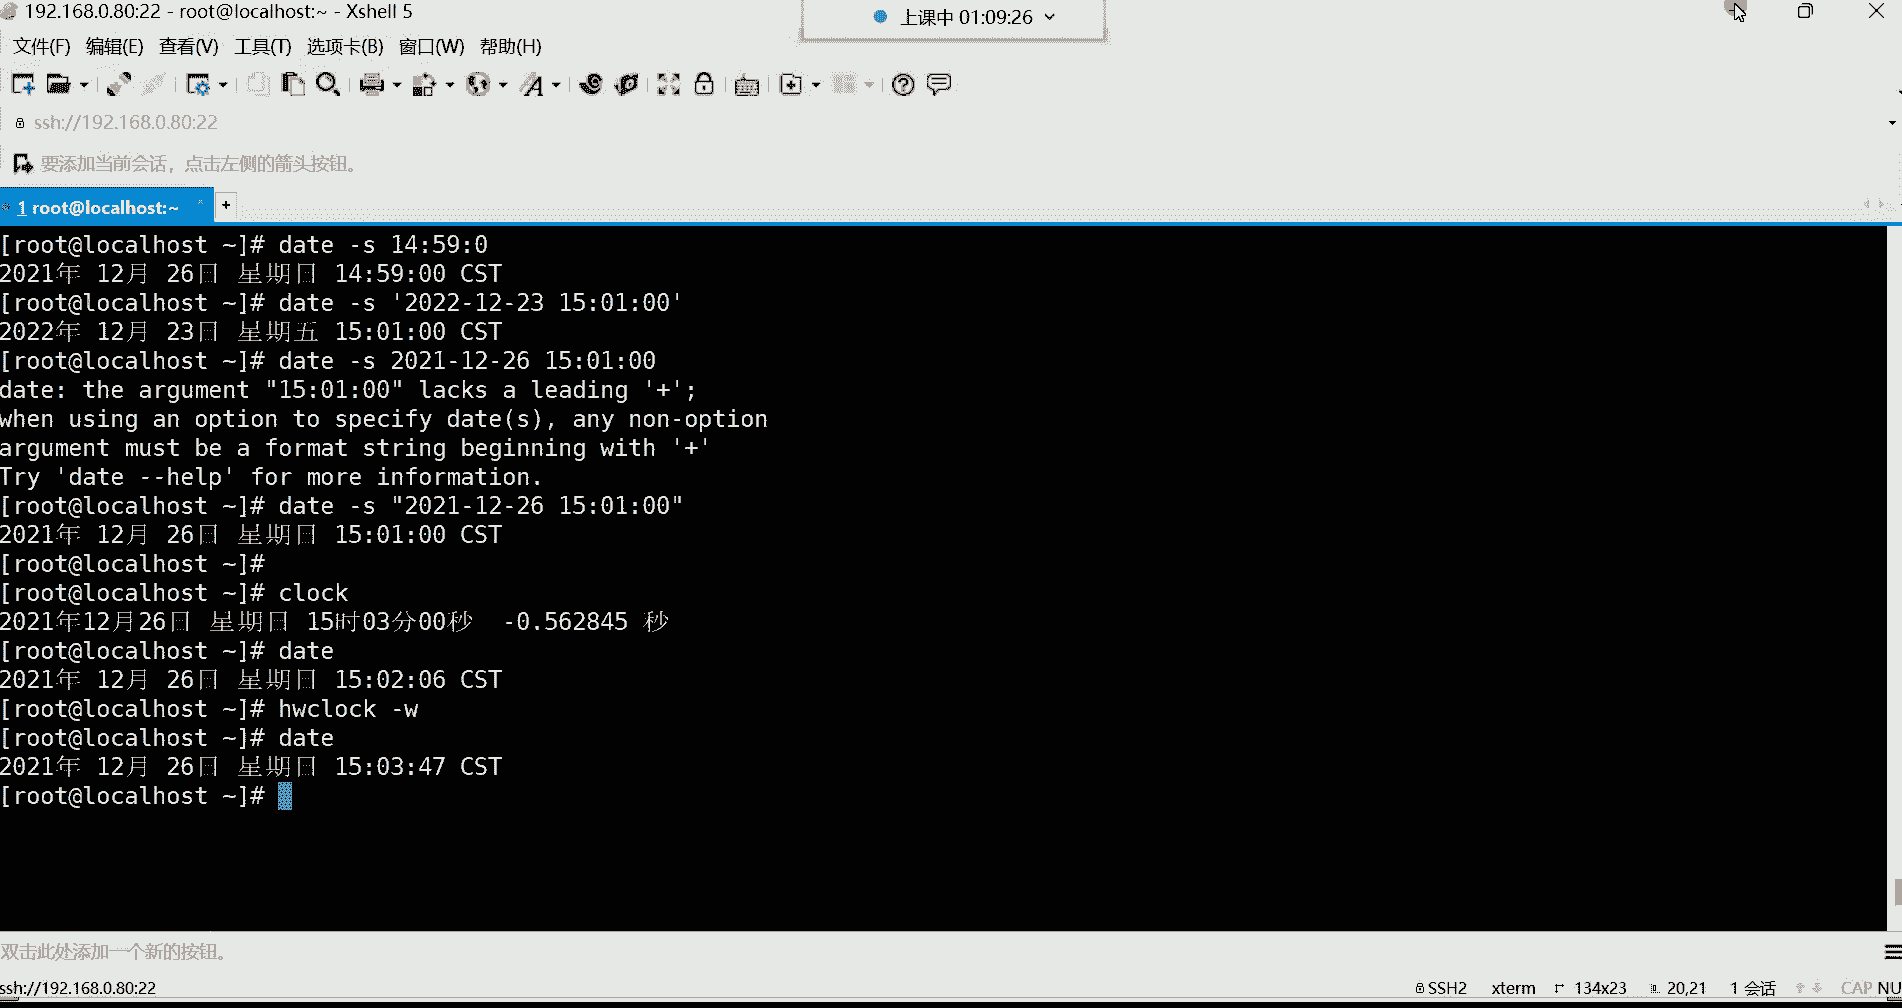 192.168.0.80:22 - root@localhost:~ - Xshell 5
上课中 01:09:26
文件(F) 编辑(E) 查看(V) 工具(T) 选项卡(B) 窗口(W) 帮助(H)
ssh://192.168.0.80:22
要添加当前会话，点击左侧的箭头按钮。
1 root@localhost:~ +
[root@localhost ~]# date -s 14:59:0
2021年 12月 26日 星期日 14:59:00 CST
[root@localhost ~]# date -s '2022-12-23 15:01:00'
2022年 12月 23日 星期五 15:01:00 CST
[root@localhost ~]# date -s 2021-12-26 15:01:00
date: the argument "15:01:00" lacks a leading '+';
when using an option to specify date(s), any non-option
argument must be a format string beginning with '+'
Try 'date --help' for more information.
[root@localhost ~]# date -s "2021-12-26 15:01:00"
2021年 12月 26日 星期日 15:01:00 CST
[root@localhost ~]#
[root@localhost ~]# clock
2021年12月26日 星期日 15时03分00秒  -0.562845 秒
[root@localhost ~]# date
2021年 12月 26日 星期日 15:02:06 CST
[root@localhost ~]# hwclock -w
[root@localhost ~]# date
2021年 12月 26日 星期日 15:03:47 CST
[root@localhost ~]#
双击此处添加一个新的按钮。
ssh://192.168.0.80:22 SSH2 xterm 134x23 20,21 1 会话 CAP NU